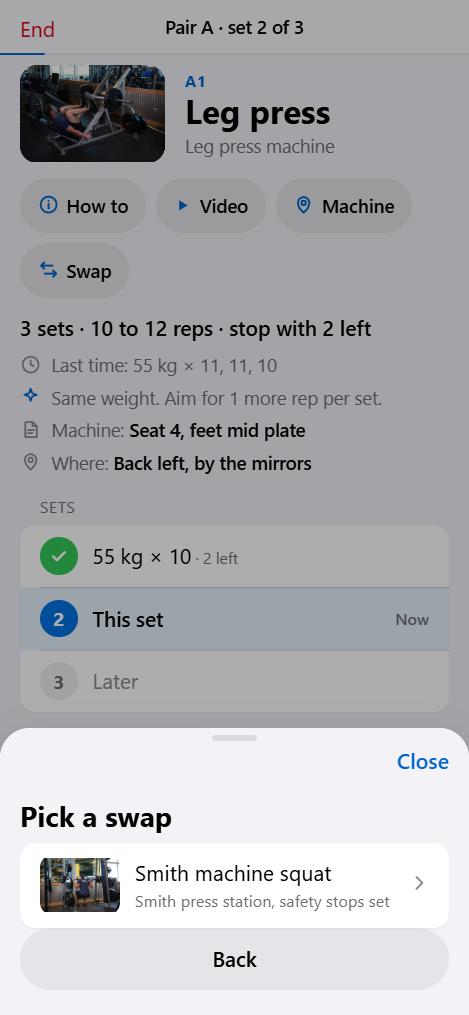 End
Pair A · set 2 of 3
A1
Leg press
Leg press machine
How to
Video
Machine
Swap
3 sets · 10 to 12 reps · stop with 2 left
Last time: 55 kg × 11, 11, 10
Same weight. Aim for 1 more rep per set.
Machine: Seat 4, feet mid plate
Where: Back left, by the mirrors
SETS
55 kg × 10 · 2 left
2
This set
Now
3
Later
Close
Pick a swap
Smith machine squat
Smith press station, safety stops set
Back